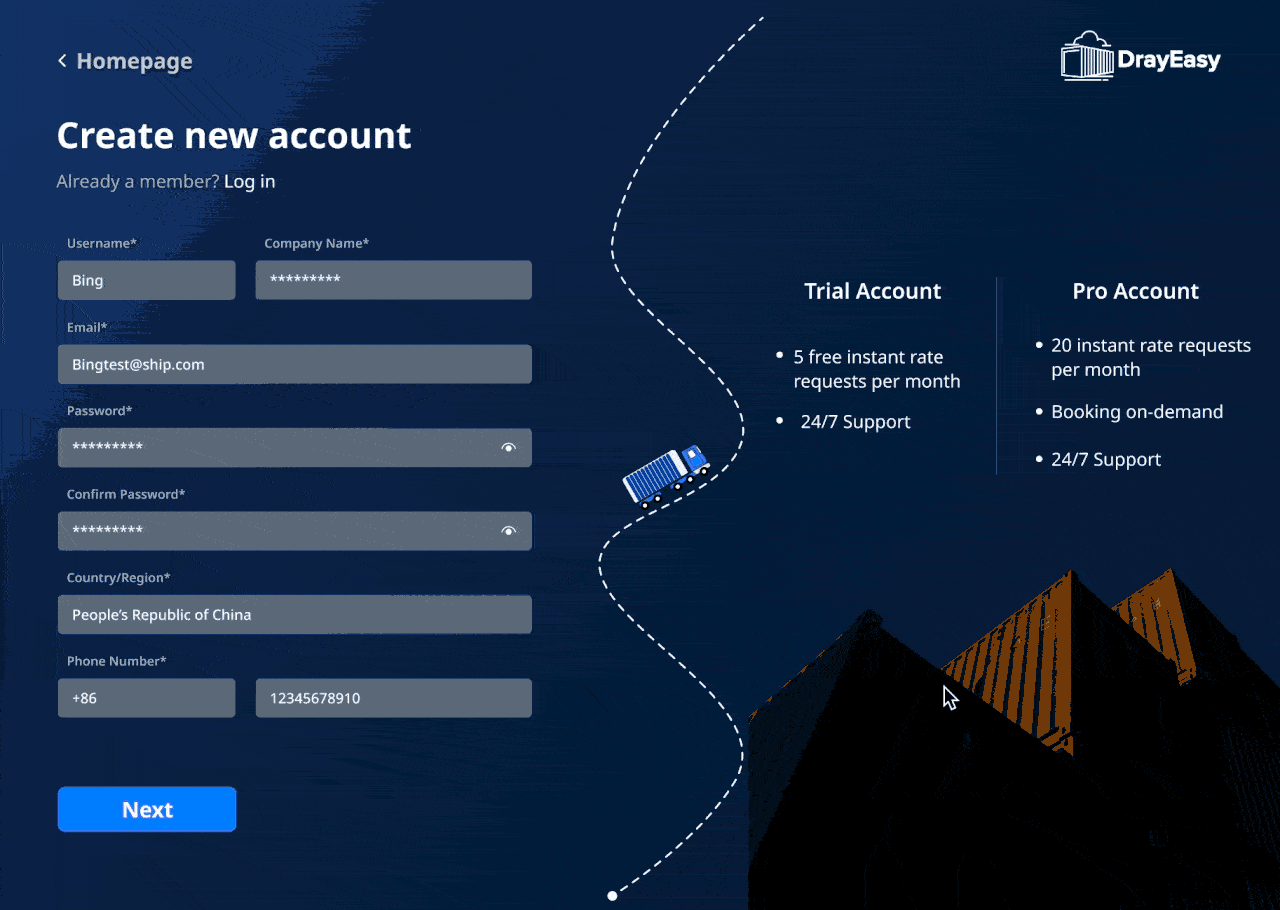 Homepage
DrayEasy
Create new account
Already a member? Log in
Username*
Company Name*
Bing
*********
Email*
Bingtest@ship.com
Password*
*********
Confirm Password*
*********
Country/Region*
People’s Republic of China
Phone Number*
+86
12345678910
Next
Trial Account
• 5 free instant rate
requests per month
• 24/7 Support
Pro Account
• 20 instant rate requests
per month
• Booking on-demand
• 24/7 Support